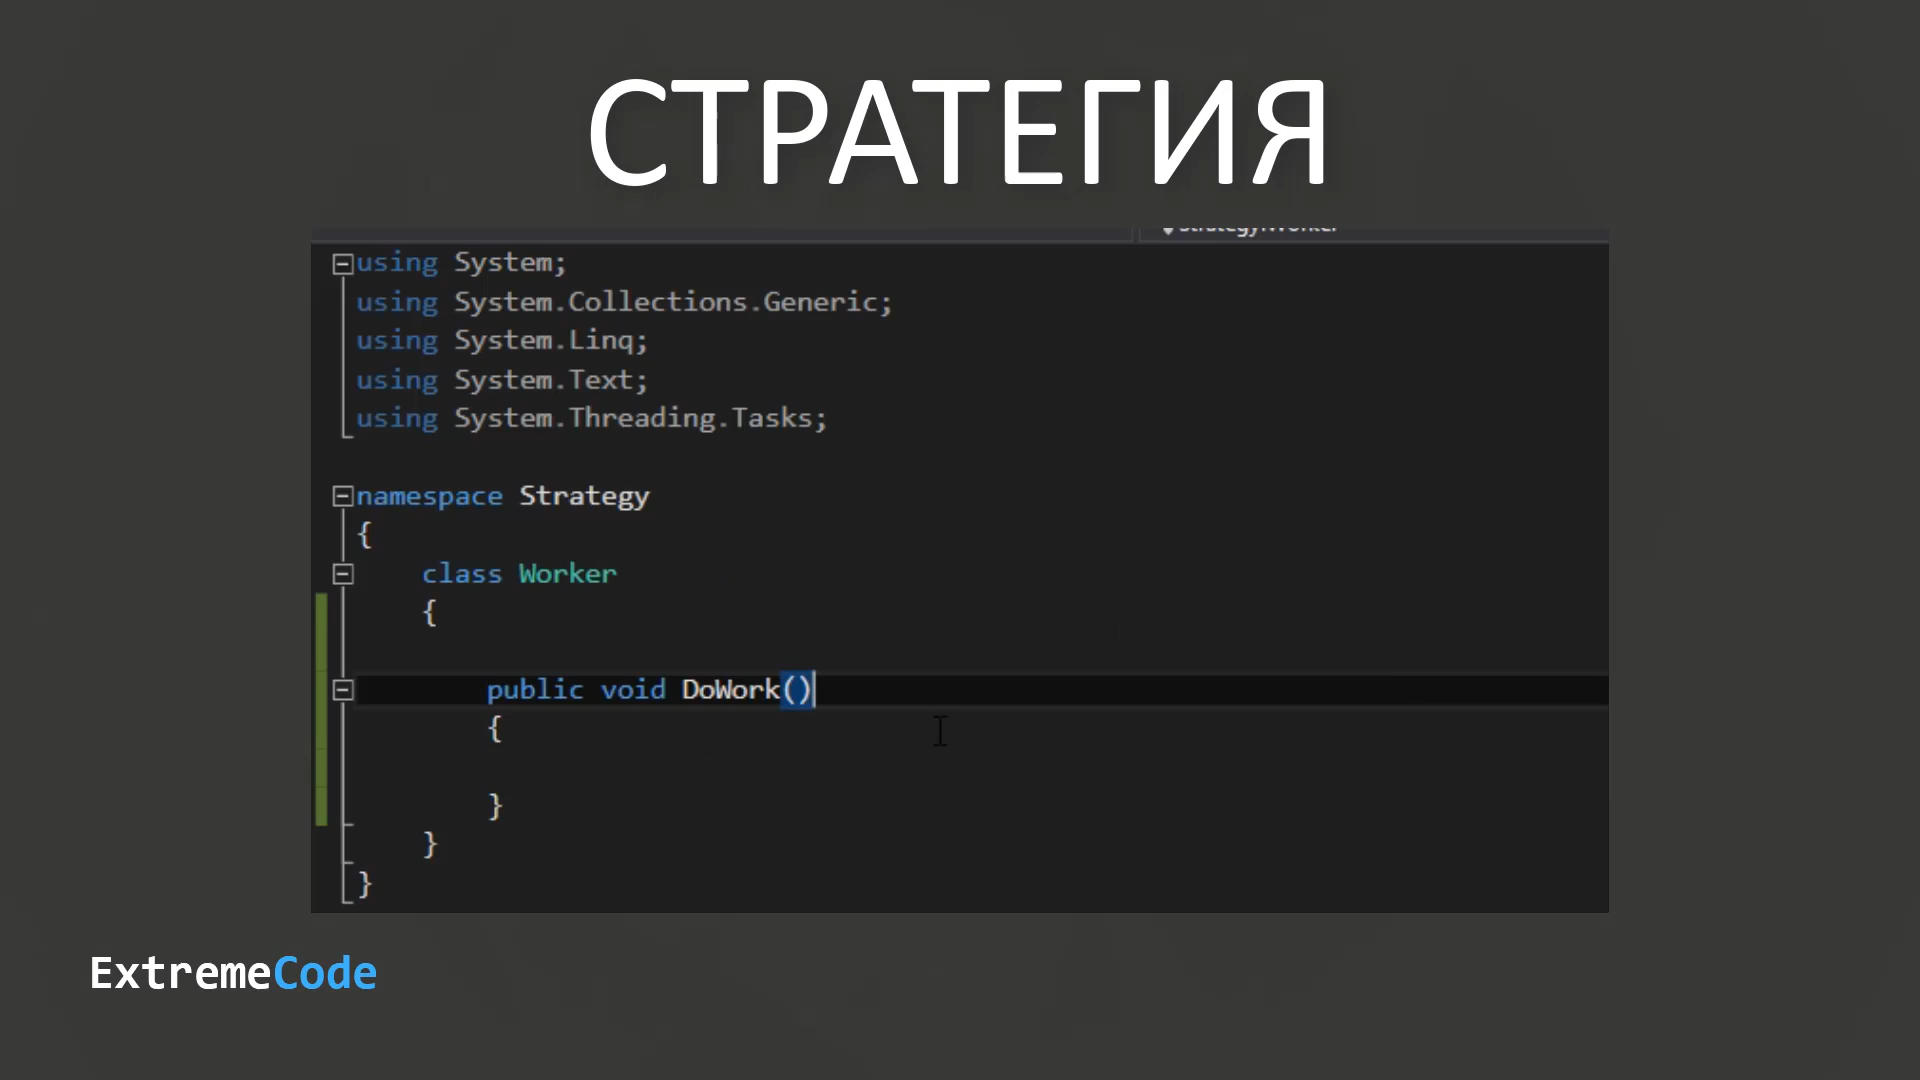 СТРАТЕГИЯ
using System;
using System.Collections.Generic;
using System.Linq;
using System.Text;
using System.Threading.Tasks;
namespace Strategy
{
class Worker
{
public void DoWork()
{
}
}
}
ExtremeCode